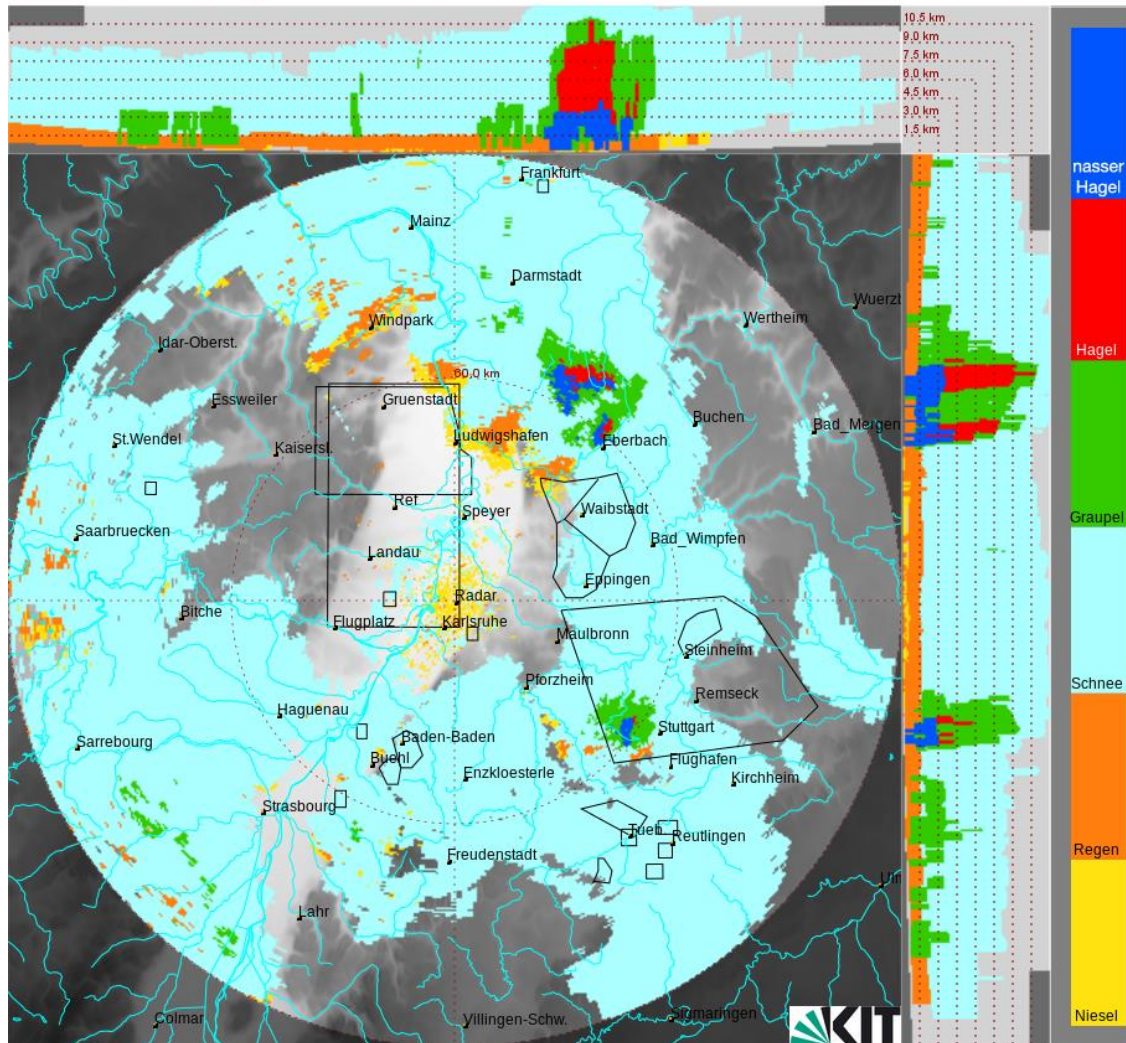 10.5 km
9.0 km
7.5 km
6.0 km
4.5 km
3.0 km
1.5 km
nasser
Hagel
Hagel
Graupel
Schnee
Regen
Niesel
Frankfurt
Mainz
Darmstadt
Wuerzb
Windpark
Wertheim
Idar-Oberst.
60,0 km
Essweiler
Gruenstadt
Buchen
Bad_Mergen
St.Wendel
Kaisersl.
Ludwigshafen
Eberbach
Ref
Speyer
Waibstadt
Saarbruecken
Landau
Bad_Wimpfen
Eppingen
Radar
Bitche
Flugplatz
Karlsruhe
Maulbronn
Steinheim
Pforzheim
Remseck
Haguenau
Sarrebourg
Baden-Baden
Stuttgart
Buehl
Flughafen
Enzkloesterle
Kirchheim
Strasbourg
Tueb.
Reutlingen
Freudenstadt
Ulm
Lahr
Colmar
Villingen-Schw.
Sigmaringen
KIT